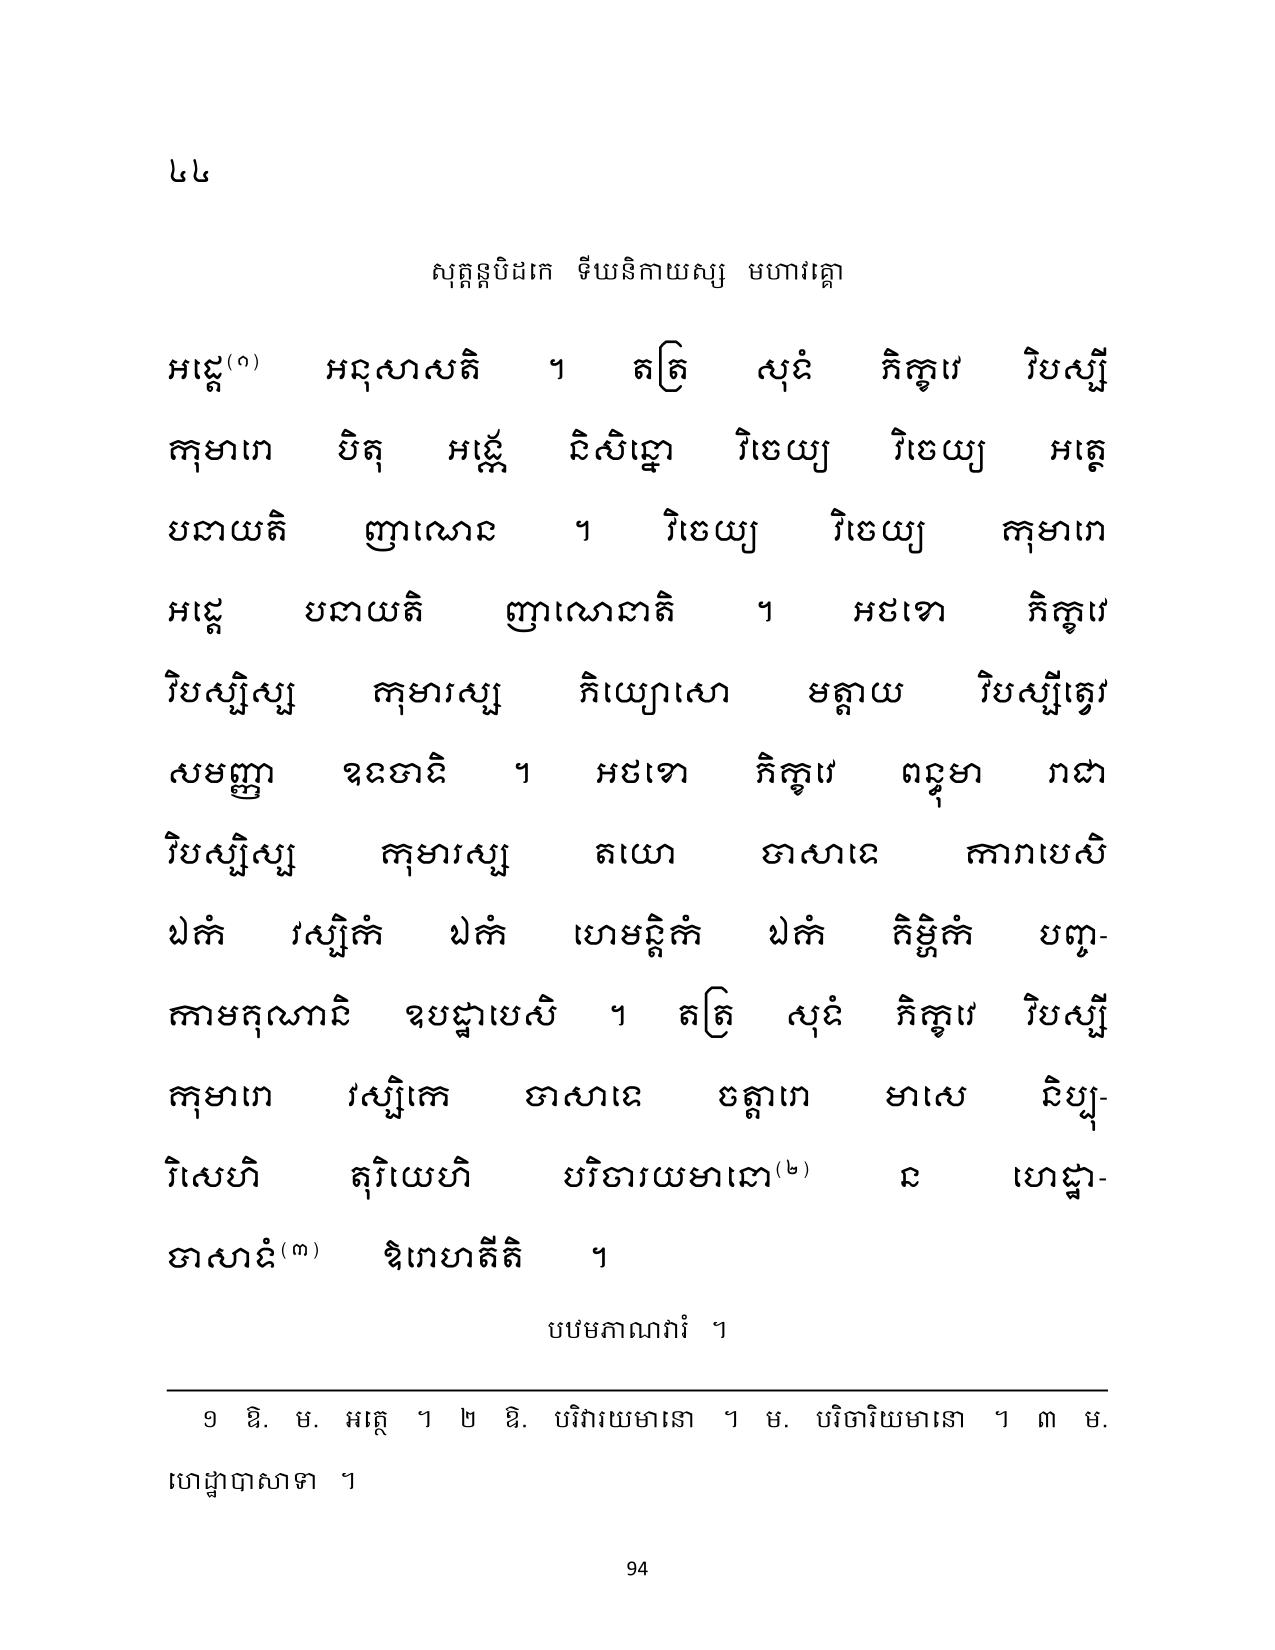 ៤៤
សុត្តន្តបិដកេ ទីឃនិកាយស្ស មហាវគ្គោ
អដ្ដេ(១) អនុសាសតិ ។ តត្រ សុទំ ភិក្ខវេ វិបស្សី
កុមារោ បិតុ អង្កេ និសិន្នោ វិចេយ្យ វិចេយ្យ អត្ថេ
បនាយតិ ញាណេន ។ វិចេយ្យ វិចេយ្យ កុមារោ
អដ្ដេ បនាយតិ ញាណេនាតិ ។ អថខោ ភិក្ខវេ
វិបស្សិស្ស កុមារស្ស ភិយ្យោសោ មត្តាយ វិបស្សីត្វេវ
សមញ្ញា ឧទបាទិ ។ អថខោ ភិក្ខវេ ពន្ធុមា រាជា
វិបស្សិស្ស កុមារស្ស តយោ បាសាទេ ការាបេសិ
ឯកំ វស្សិកំ ឯកំ ហេមន្តិកំ ឯកំ គិម្ហិកំ បញ្ច-
កាមគុណានិ ឧបដ្ឋាបេសិ ។ តត្រ សុទំ ភិក្ខវេ វិបស្សី
កុមារោ វស្សិកេ បាសាទេ ចត្តារោ មាសេ និប្បុ-
រិសេហិ តុរិយេហិ បរិចារយមានោ(២) ន ហេដ្ឋា-
បាសាទំ(៣) ឱរោហតីតិ ។
បឋមភាណវារំ ។
១ ឱ. ម. អត្ថេ ។ ២ ឱ. បរិវារយមានោ ។ ម. បរិចារិយមានោ ។ ៣ ម.
ហេដ្ឋាបាសាទា ។
94